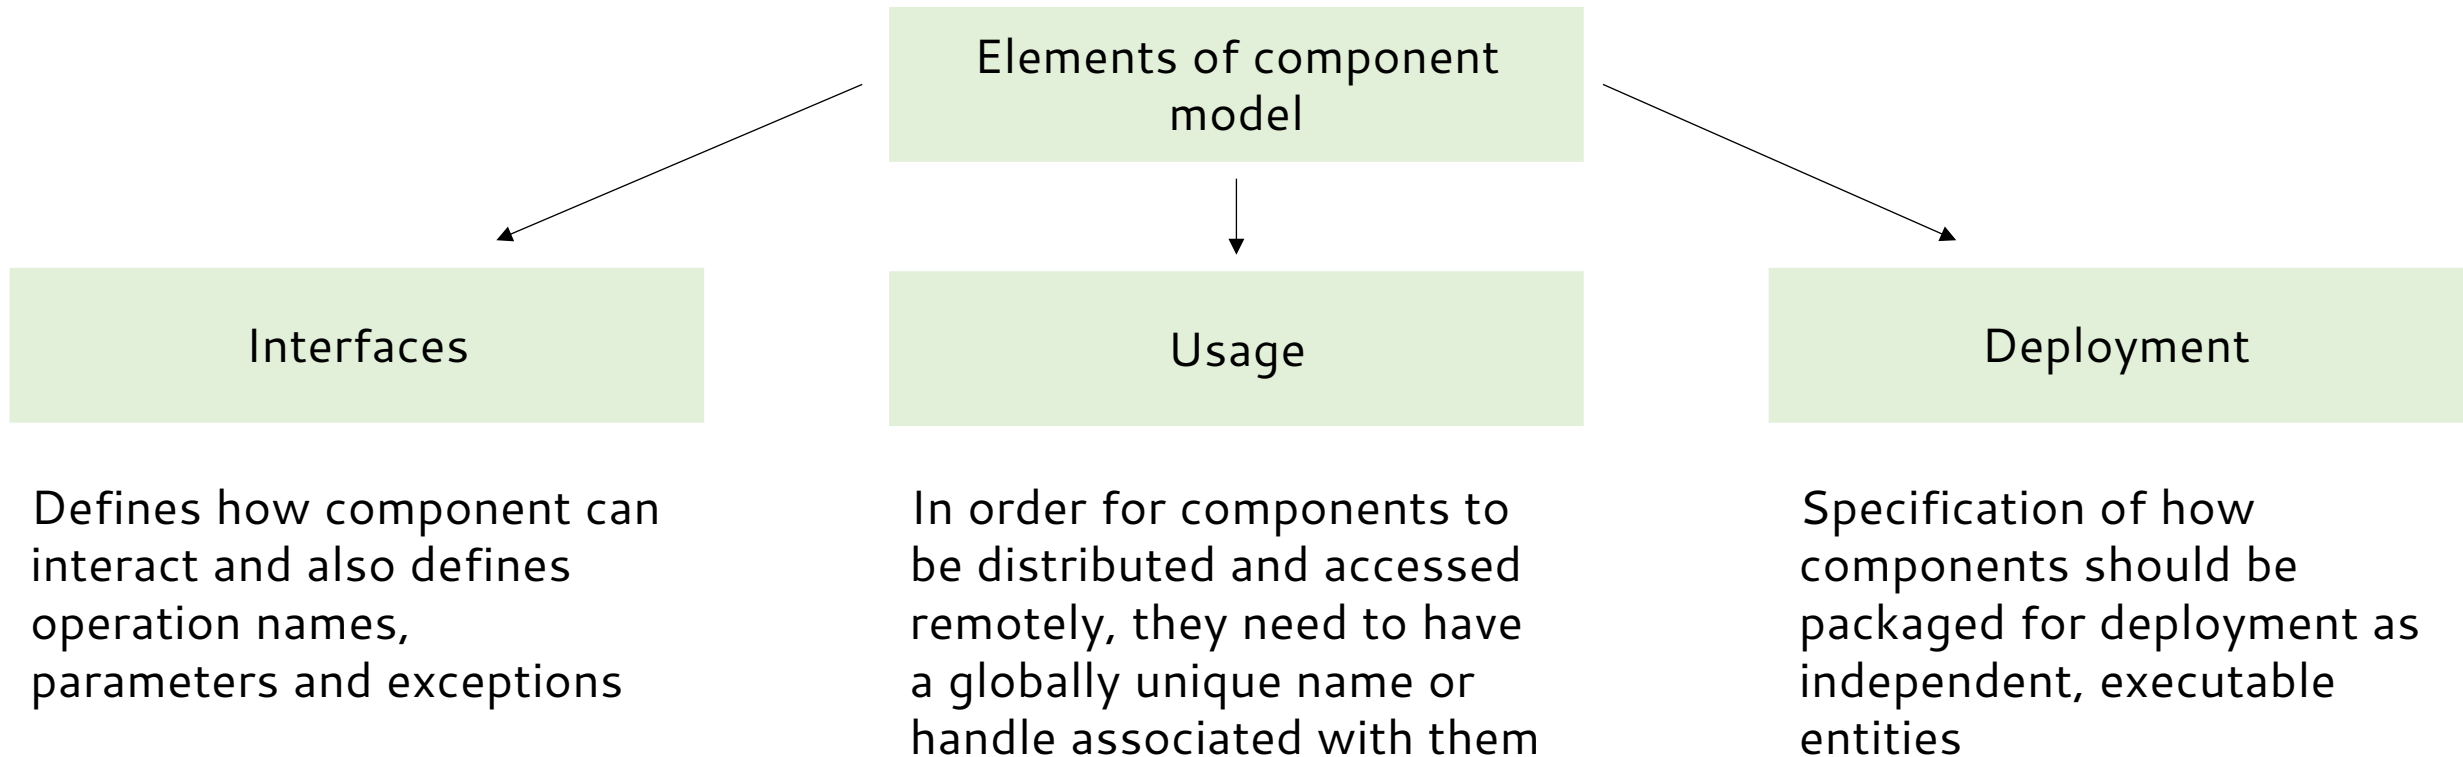 Elements of component
model
Interfaces
Usage
Deployment
Defines how component can
interact and also defines
operation names,
parameters and exceptions
In order for components to
be distributed and accessed
remotely, they need to have
a globally unique name or
handle associated with them
Specification of how
components should be
packaged for deployment as
independent, executable
entities